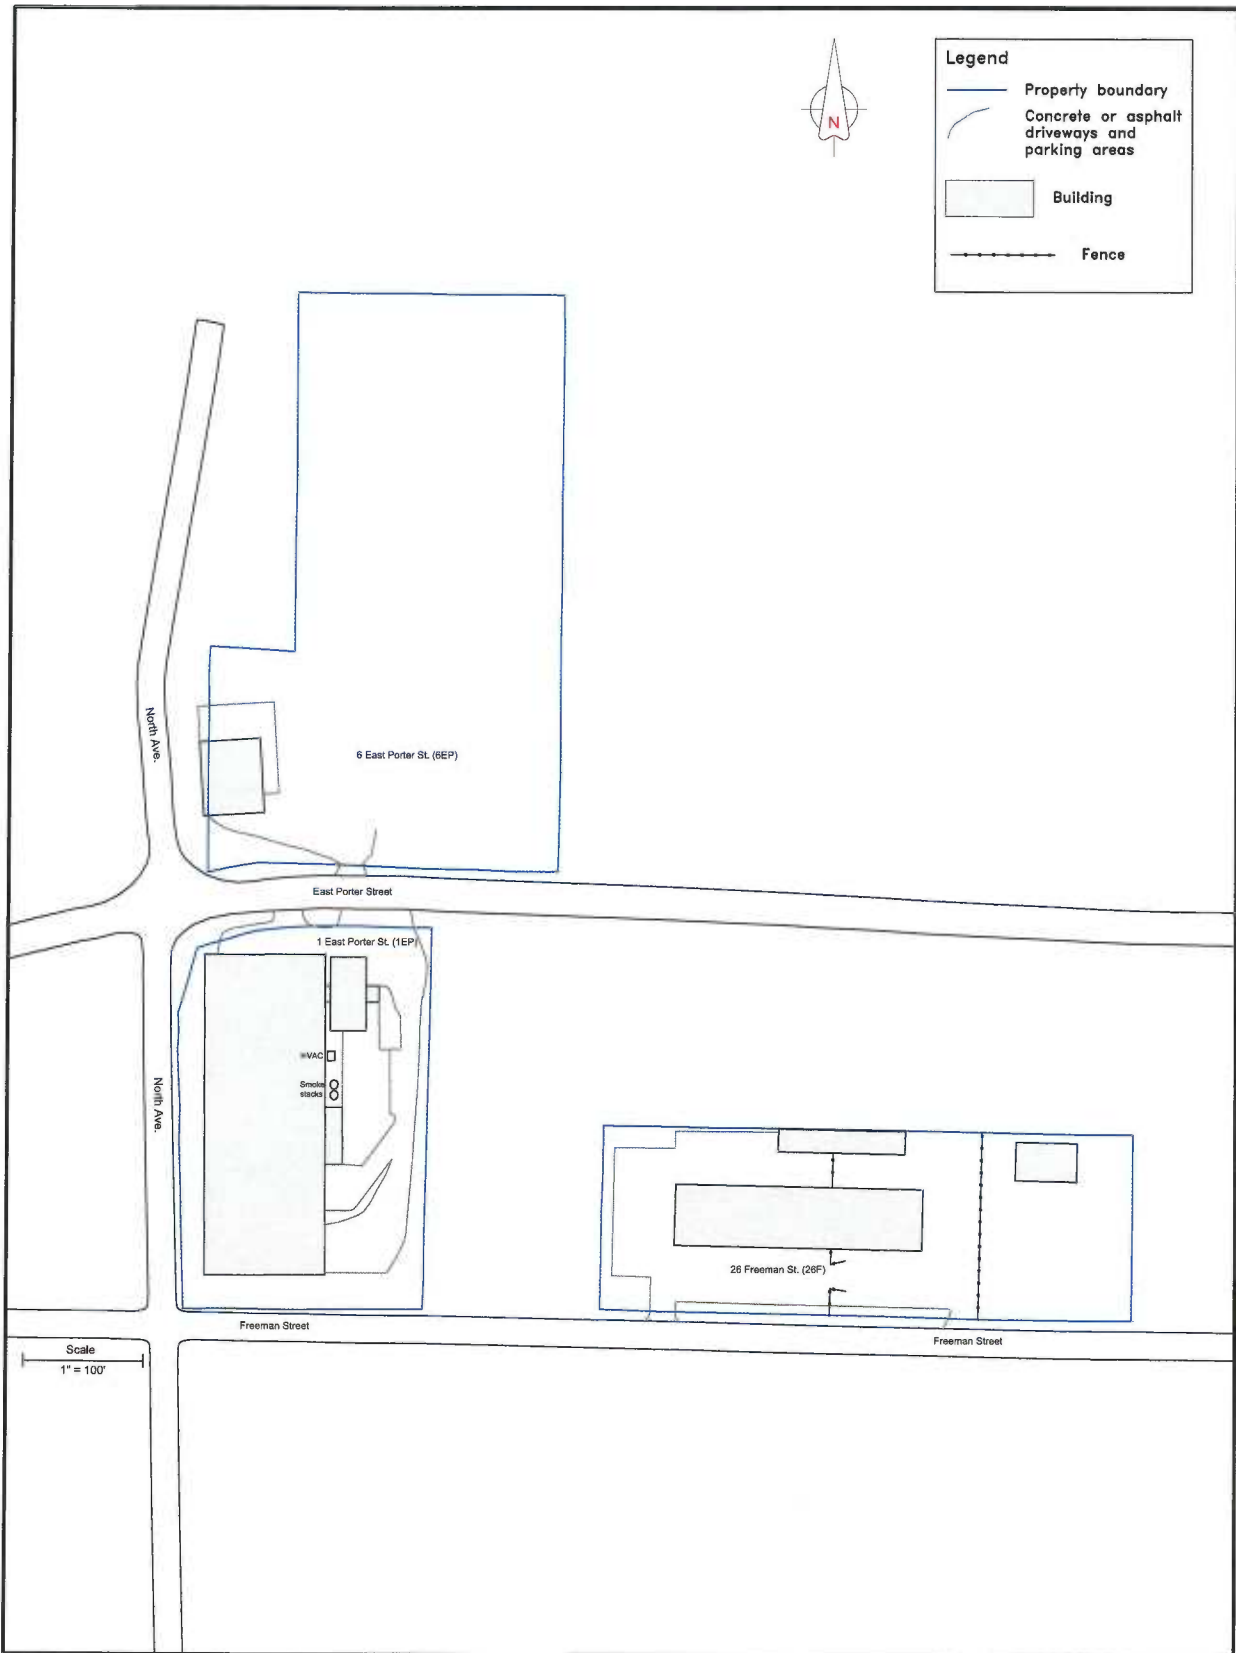 Legend
Property boundary
Concrete or asphalt
driveways and
parking areas
Building
Fence
N
North Ave.
6 East Porter St. (6EP)
East Porter Street
1 East Porter St. (1EP)
HVAC
Smoke
stacks
North Ave.
26 Freeman St. (26F)
Freeman Street
Freeman Street
Scale
1" = 100'